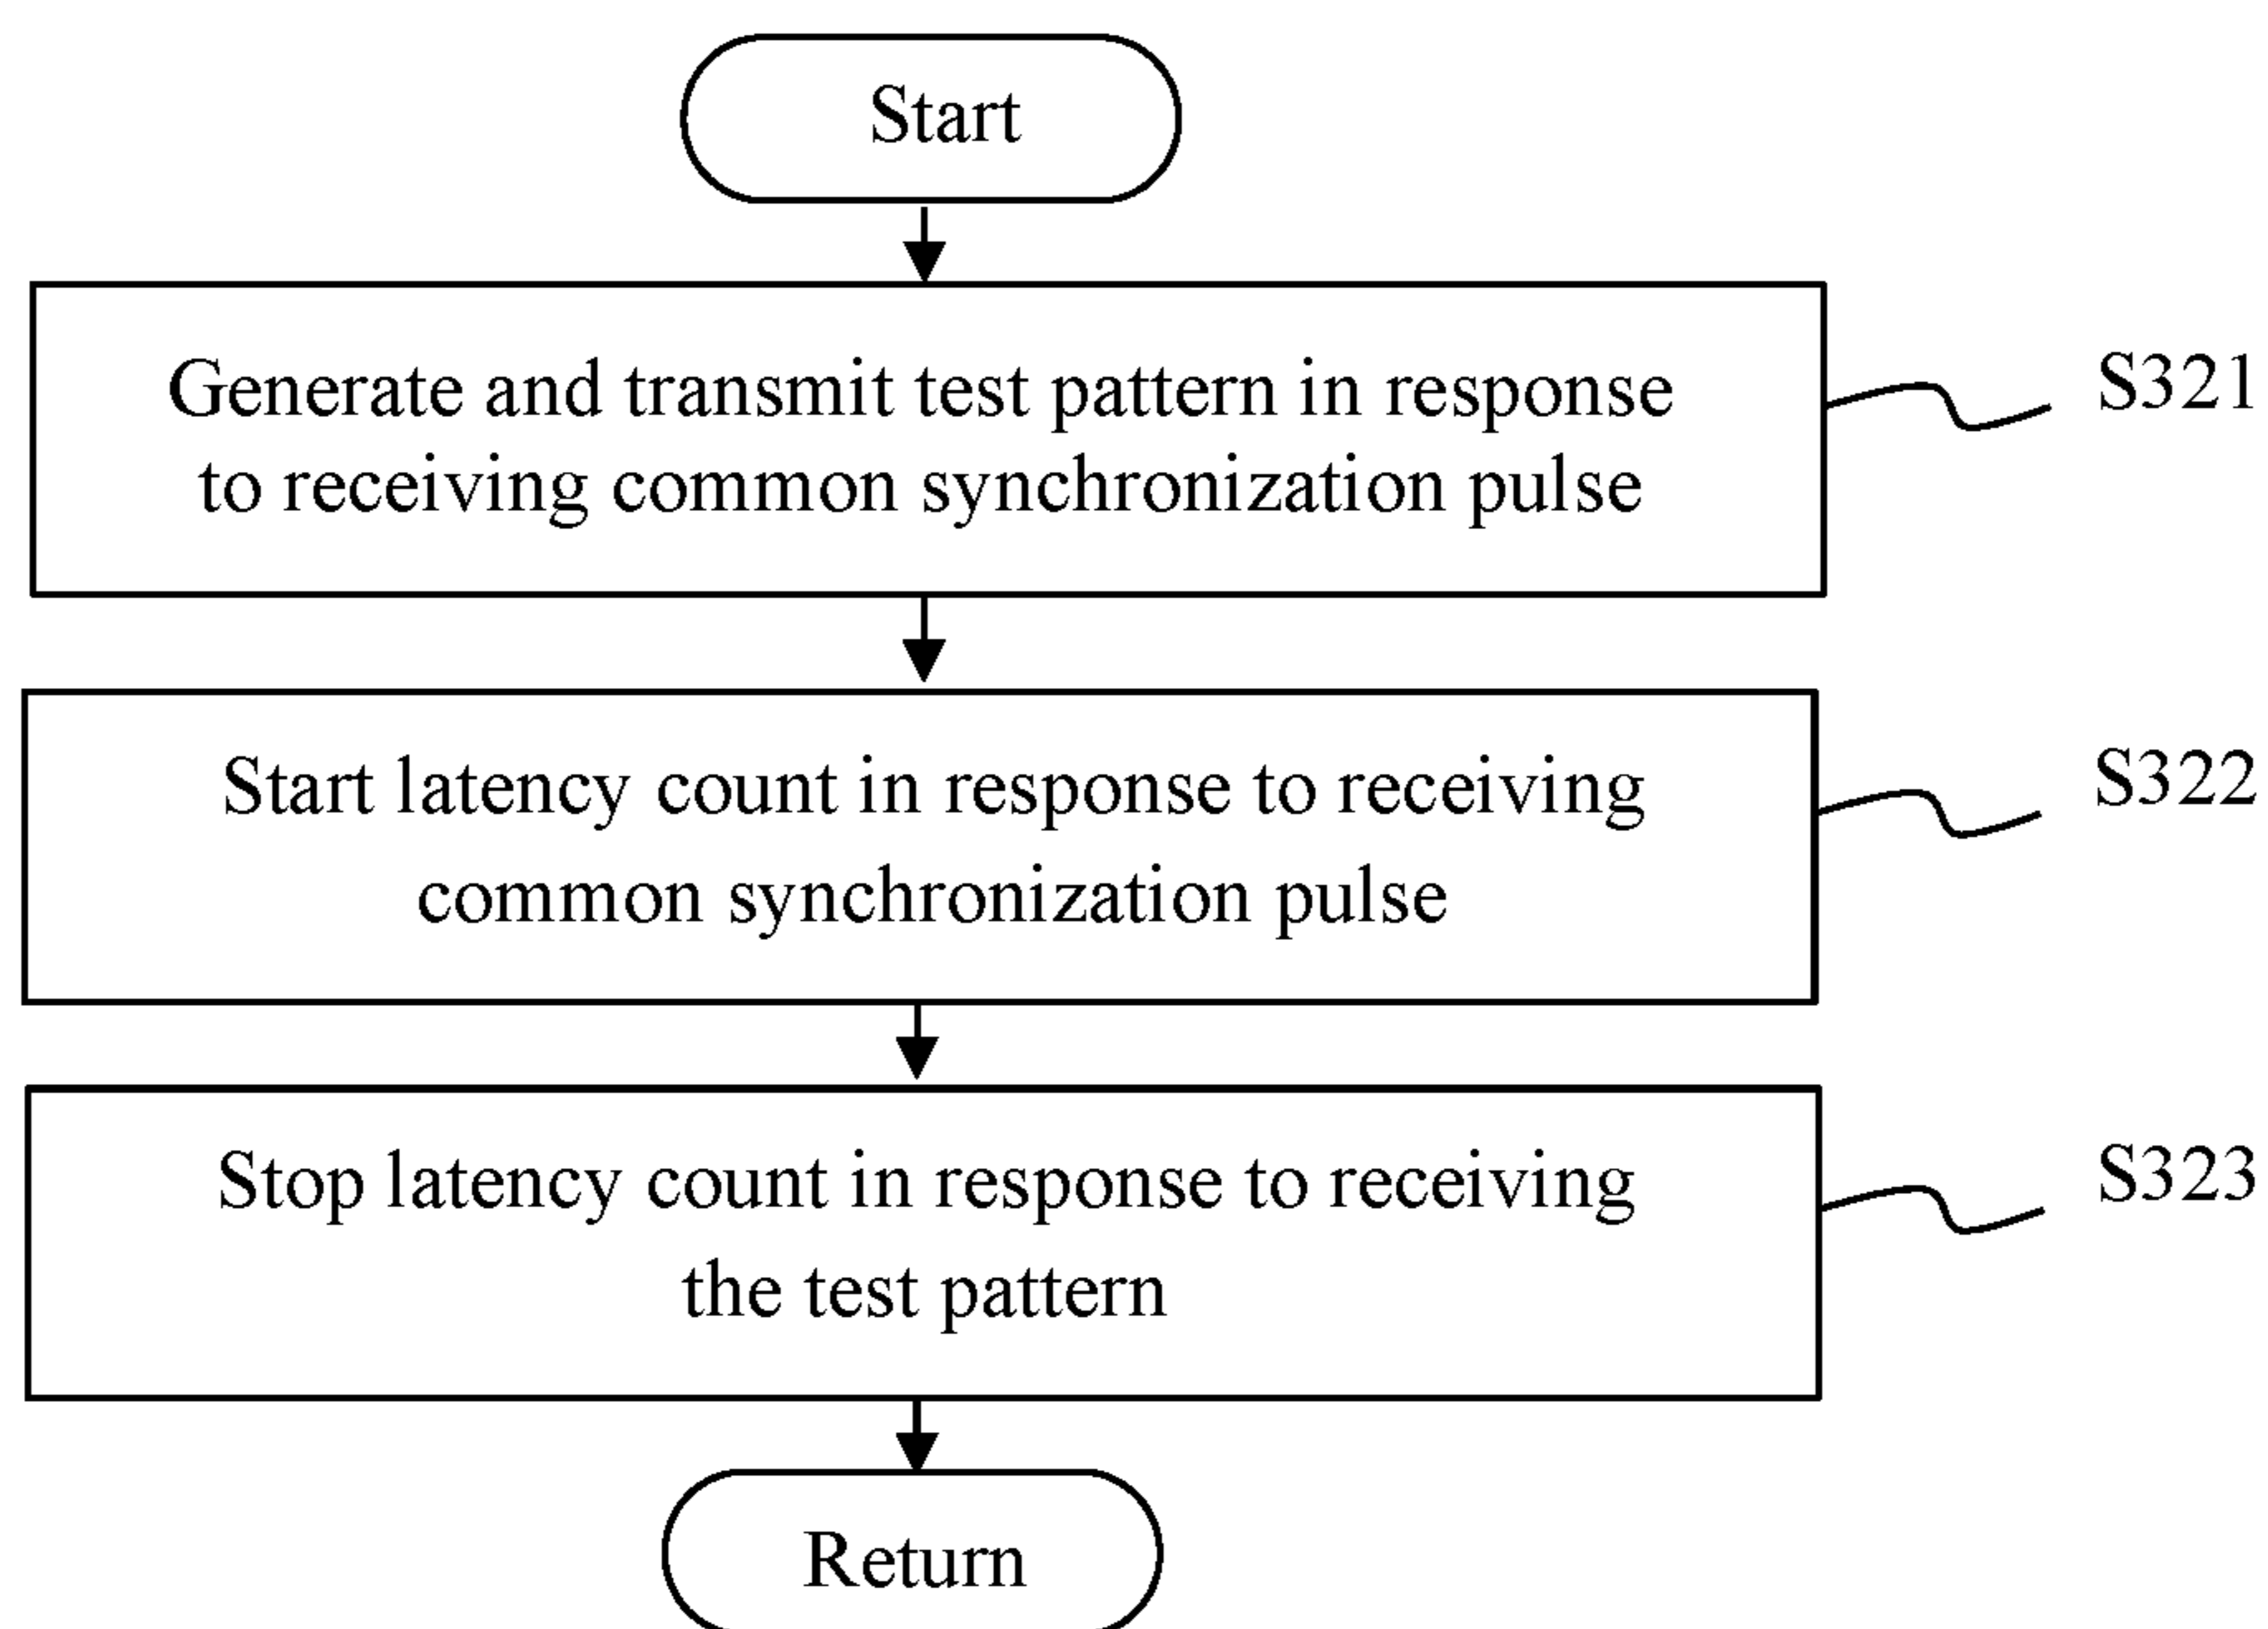 Start
Generate and transmit test pattern in response
to receiving common synchronization pulse
S321
Start latency count in response to receiving
common synchronization pulse
S322
Stop latency count in response to receiving
the test pattern
S323
Return